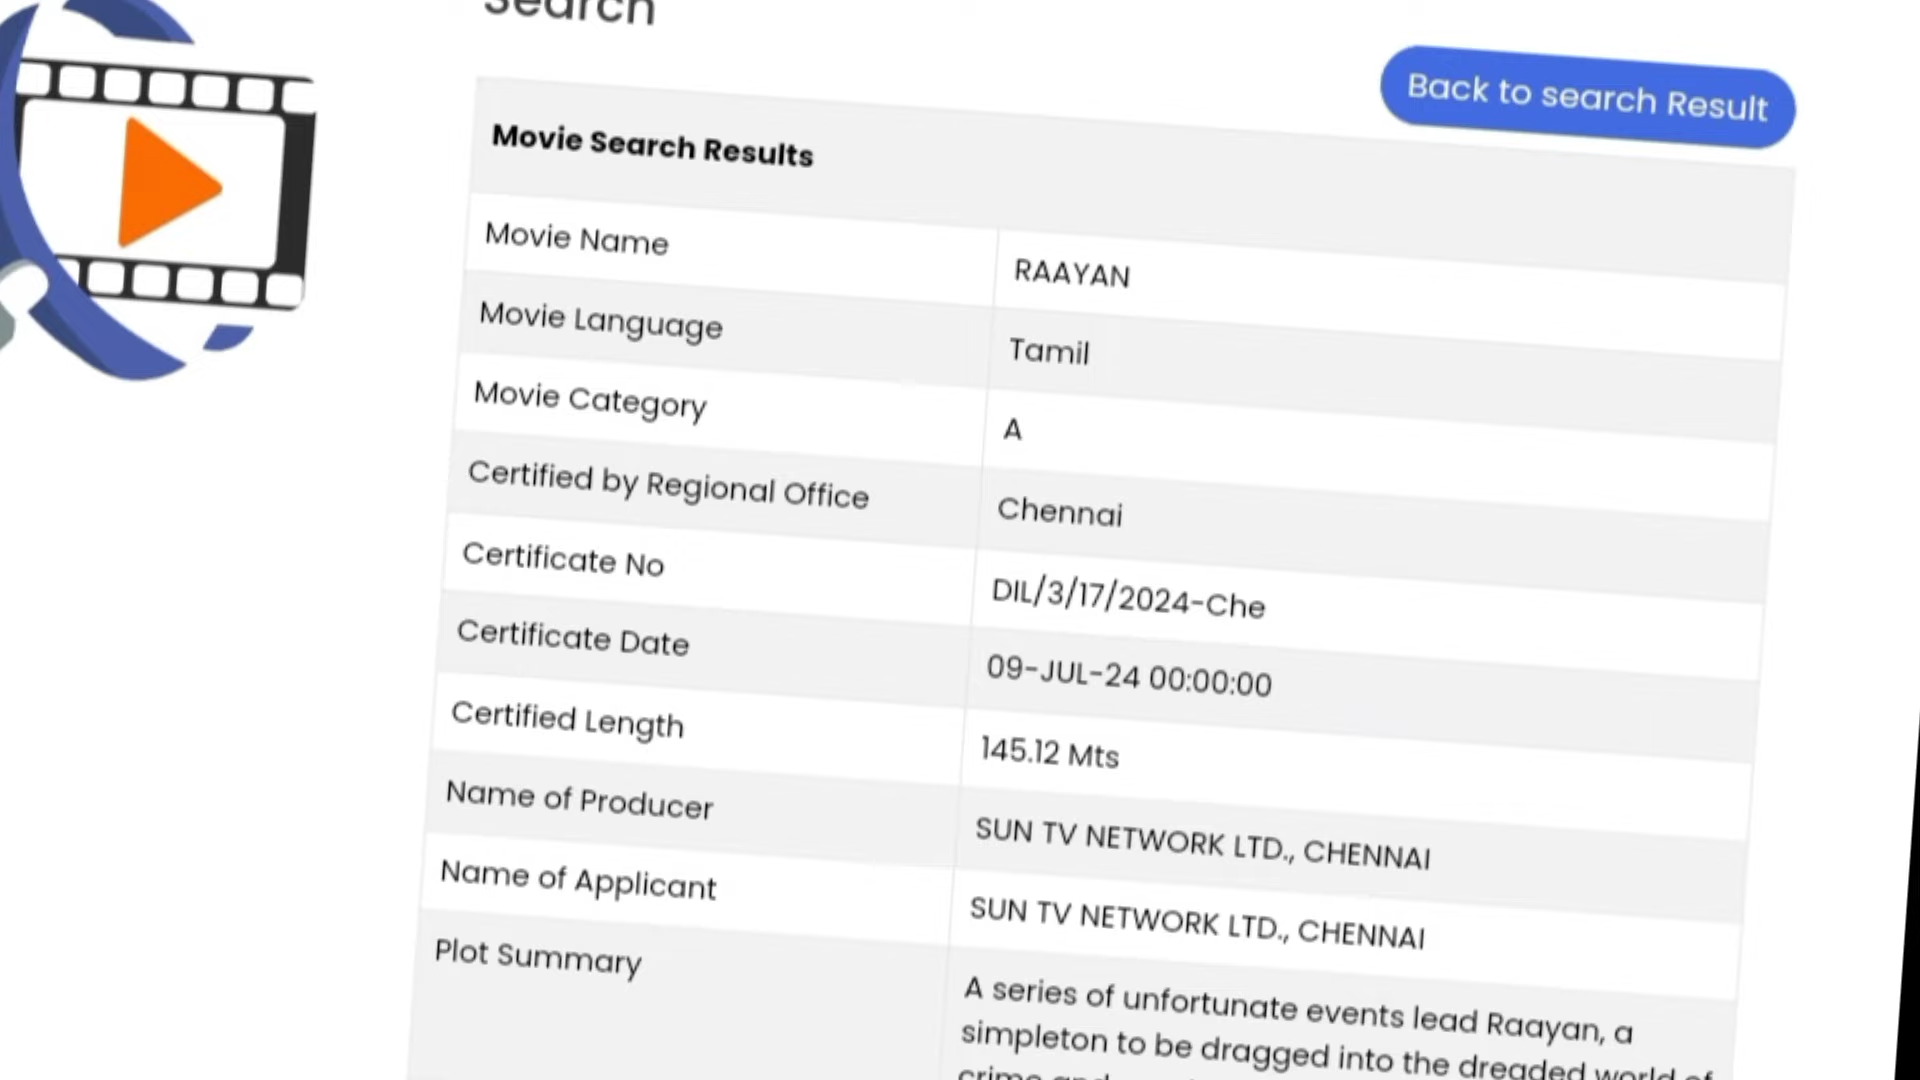 Search
Back to search Result
Movie Search Results
Movie Name RAAYAN
Movie Language Tamil
Movie Category A
Certified by Regional Office Chennai
Certificate No DIL/3/17/2024-Che
Certificate Date 09-JUL-24 00:00:00
Certified Length 145.12 Mts
Name of Producer SUN TV NETWORK LTD., CHENNAI
Name of Applicant SUN TV NETWORK LTD., CHENNAI
Plot Summary A series of unfortunate events lead Raayan, a
simpleton to be dragged into the dreaded world of
crime and